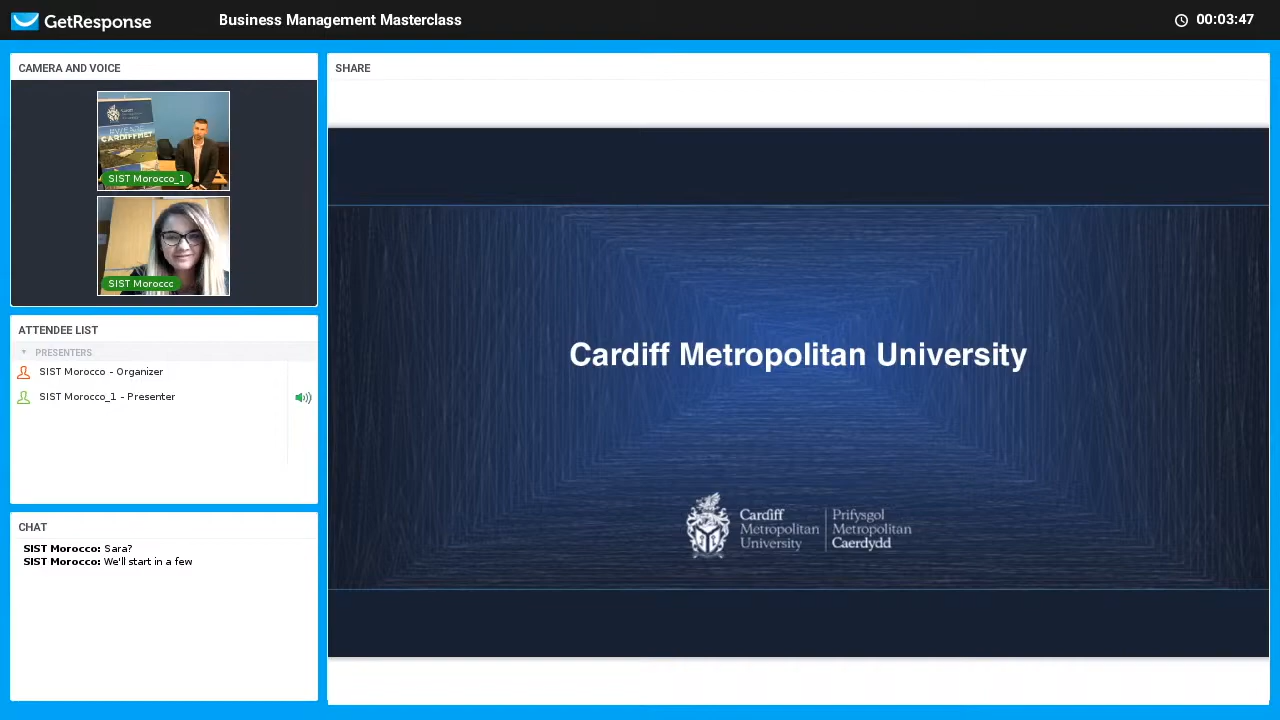 GetResponse
Business Management Masterclass
00:03:47
CAMERA AND VOICE
CARDIFFMET
SIST Morocco_1
SIST Morocco
ATTENDEE LIST
PRESENTERS
SIST Morocco - Organizer
SIST Morocco_1 - Presenter
CHAT
SIST Morocco: Sara?
SIST Morocco: We'll start in a few
SHARE
Cardiff Metropolitan University
Cardiff
Metropolitan
University
Prifysgol
Metropolitan
Caerdydd